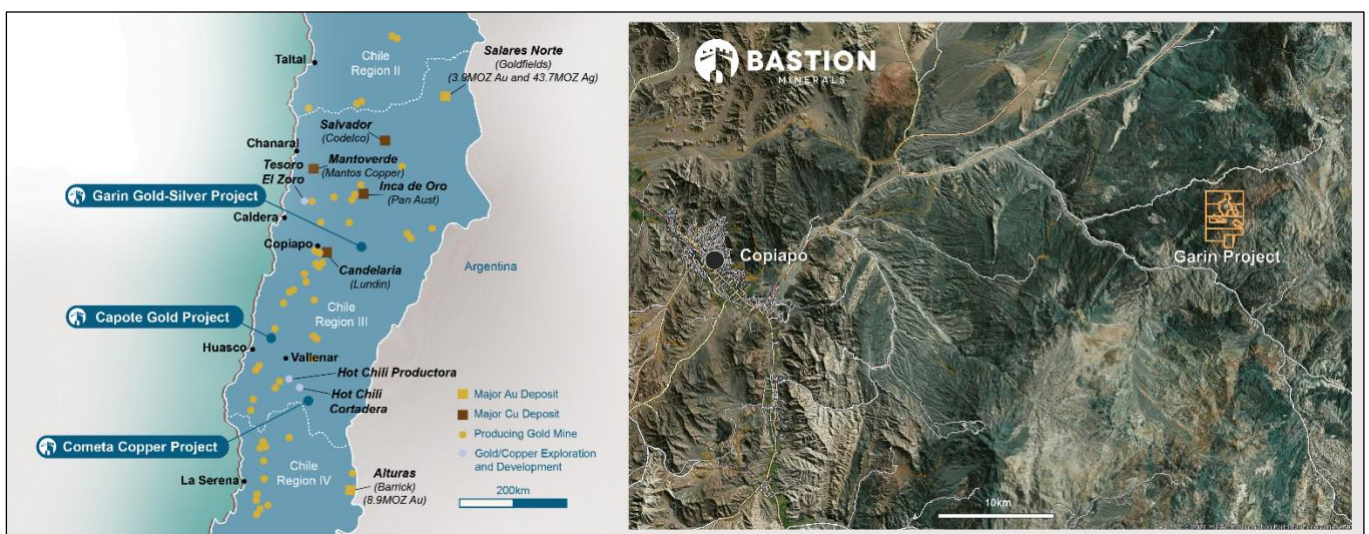 Taltal
Chile
Region II
Salares Norte
(Goldfields)
(3.9MOZ Au and 43.7MOZ Ag)
Salvador
(Codelco)
Chanaral
Mantoverde
(Mantos Copper)
Tesoro
El Zoro
Inca de Oro
(Pan Aust)
Garin Gold-Silver Project
Caldera
Copiapo
Candelaria
(Lundin)
Argentina
Chile
Region III
Capote Gold Project
Huasco
Vallenar
Hot Chili Productora
Hot Chili
Cortadera
Cometa Copper Project
Major Au Deposit
Major Cu Deposit
Producing Gold Mine
Gold/Copper Exploration
and Development
La Serena
Chile
Region IV
Alturas
(Barrick)
(8.9MOZ Au)
200km
BASTION
MINERALS
Copiapo
Garin Project
10km